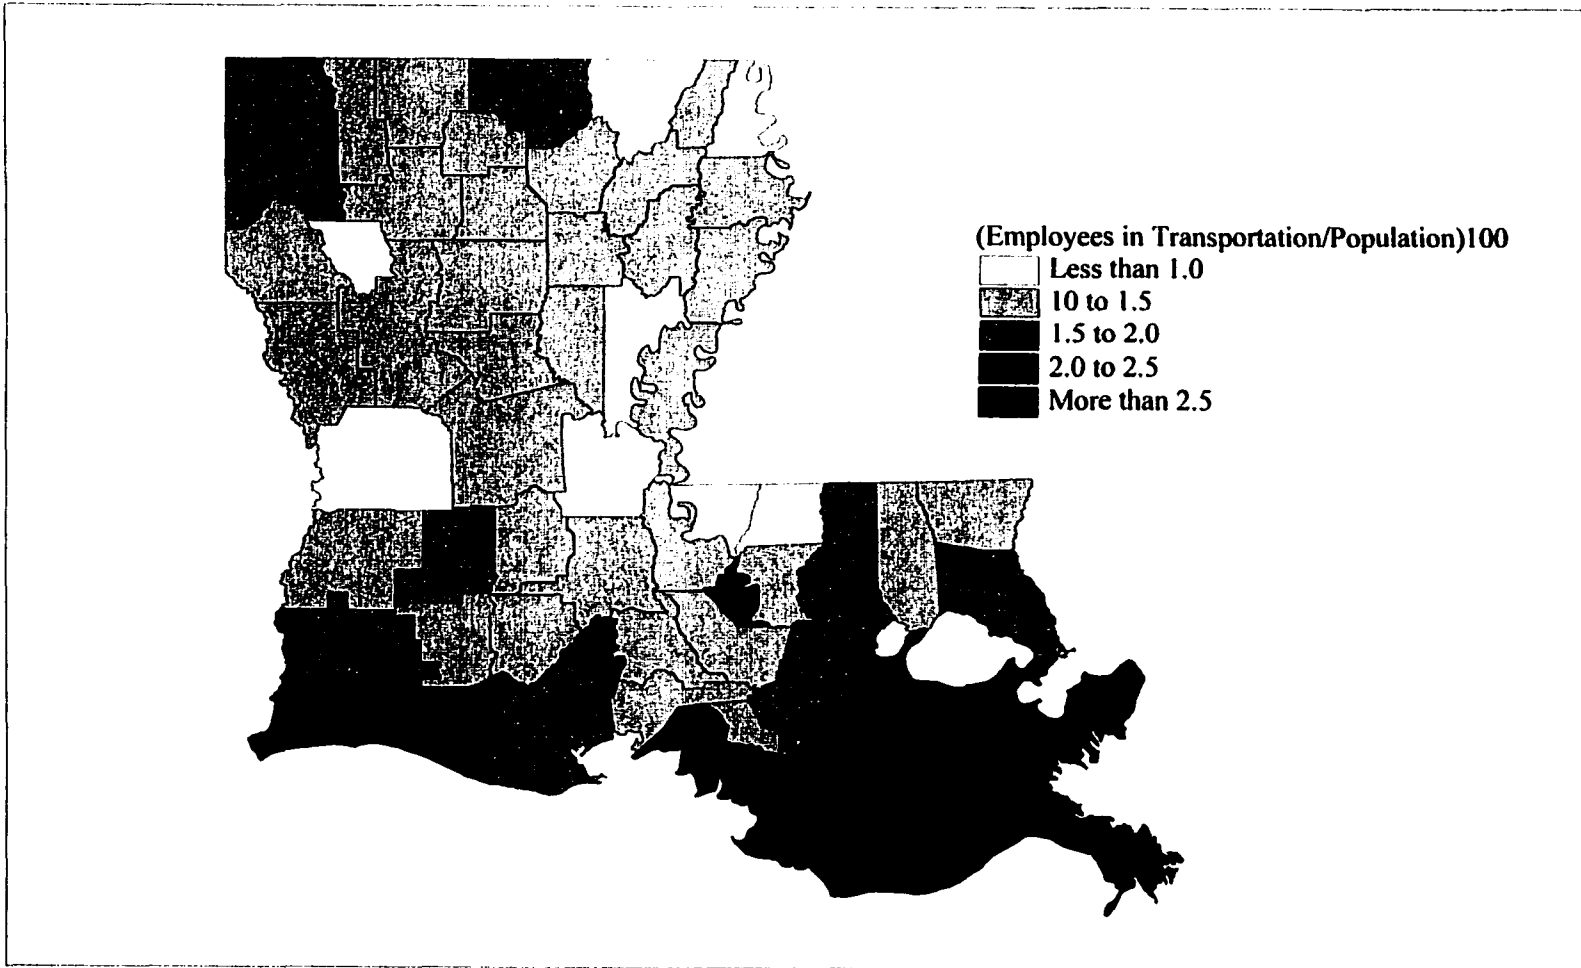 (Employees in Transportation/Population)100
Less than 1.0
10 to 1.5
1.5 to 2.0
2.0 to 2.5
More than 2.5